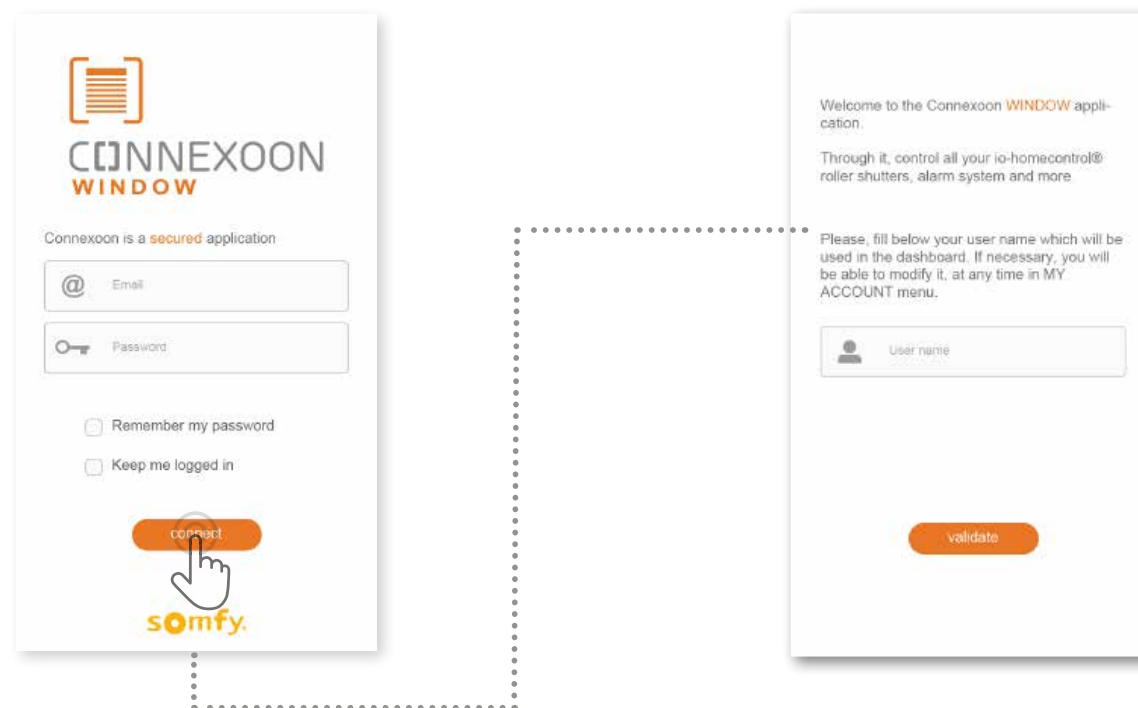 CONNEXOON
WINDOW
Connexoon is a secured application
@ Email
Password
Remember my password
Keep me logged in
connect
somfy.
Welcome to the Connexoon WINDOW appli-
cation.
Through it, control all your io-homecontrol®
roller shutters, alarm system and more
Please, fill below your user name which will be
used in the dashboard. If necessary, you will
be able to modify it, at any time in MY
ACCOUNT menu.
User name
validate